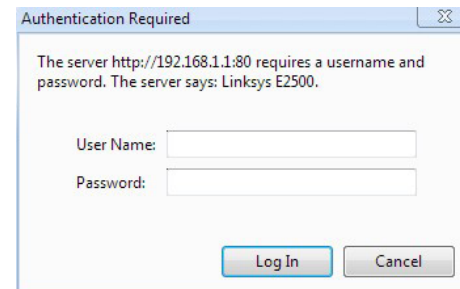 Authentication Required
The server http://192.168.1.1:80 requires a username and
password. The server says: Linksys E2500.
User Name:
Password:
Log In Cancel